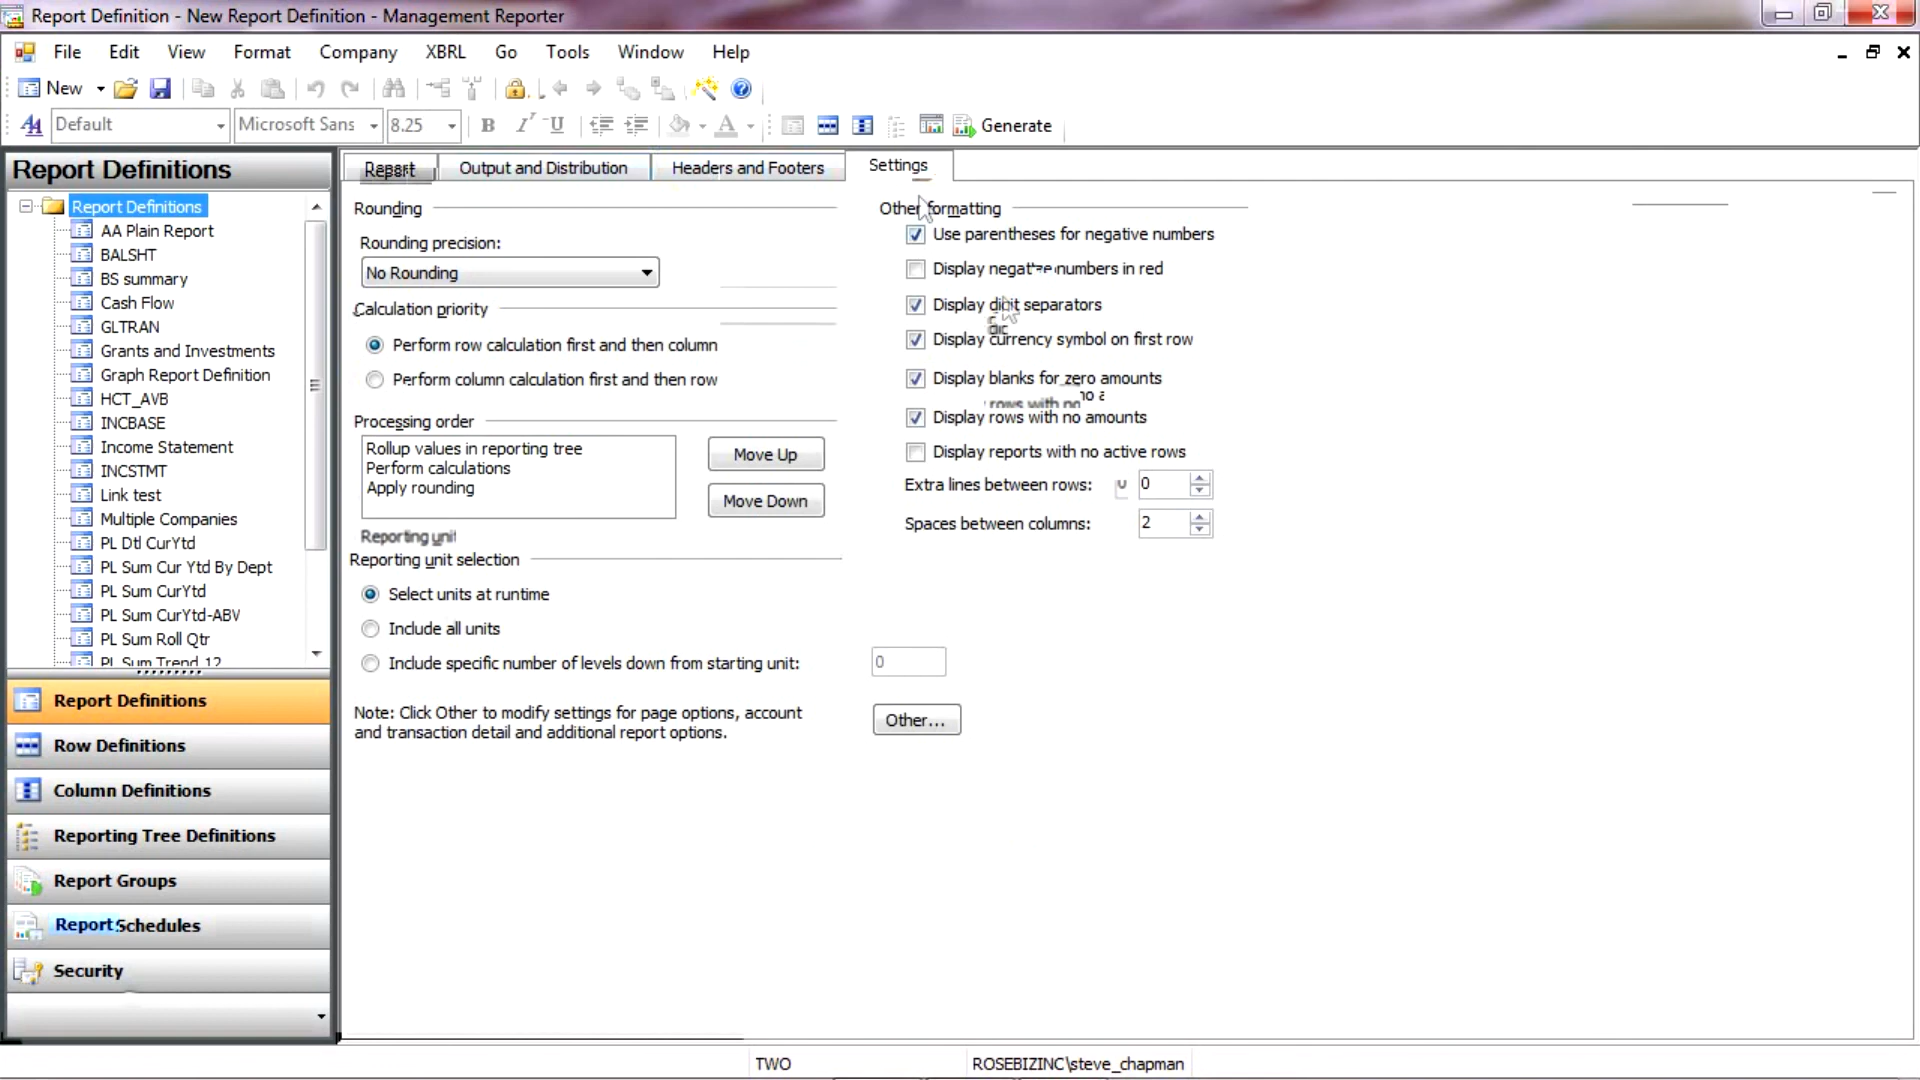 Report Definition - New Report Definition - Management Reporter
File Edit View Format Company XBRL Go Tools Window Help
New
Default Microsoft Sans 8.25 B I U A Generate
Report Definitions
Report Output and Distribution Headers and Footers Settings
Report Definitions
AA Plain Report
BALSHT
BS summary
Cash Flow
GLTRAN
Grants and Investments
Graph Report Definition
HCT_AVB
INCBASE
Income Statement
INCSTMT
Link test
Multiple Companies
PL Dtl CurYtd
PL Sum Cur Ytd By Dept
PL Sum CurYtd
PL Sum CurYtd-ABV
PL Sum Roll Qtr
PL Sum Trend 12
Report Definitions
Row Definitions
Column Definitions
Reporting Tree Definitions
Report Groups
Report Schedules
Security
Rounding
Rounding precision:
No Rounding
Calculation priority
Perform row calculation first and then column
Perform column calculation first and then row
Processing order
Rollup values in reporting tree
Perform calculations
Apply rounding
Move Up
Move Down
Reporting unit
Reporting unit selection
Select units at runtime
Include all units
Include specific number of levels down from starting unit: 0
Note: Click Other to modify settings for page options, account
and transaction detail and additional report options.
Other...
Other formatting
Use parentheses for negative numbers
Display negative numbers in red
Display digit separators
Display currency symbol on first row
Display blanks for zero amounts
rows with no
Display rows with no amounts
Display reports with no active rows
Extra lines between rows: 0
Spaces between columns: 2
TWO ROSEBIZINC\steve_chapman